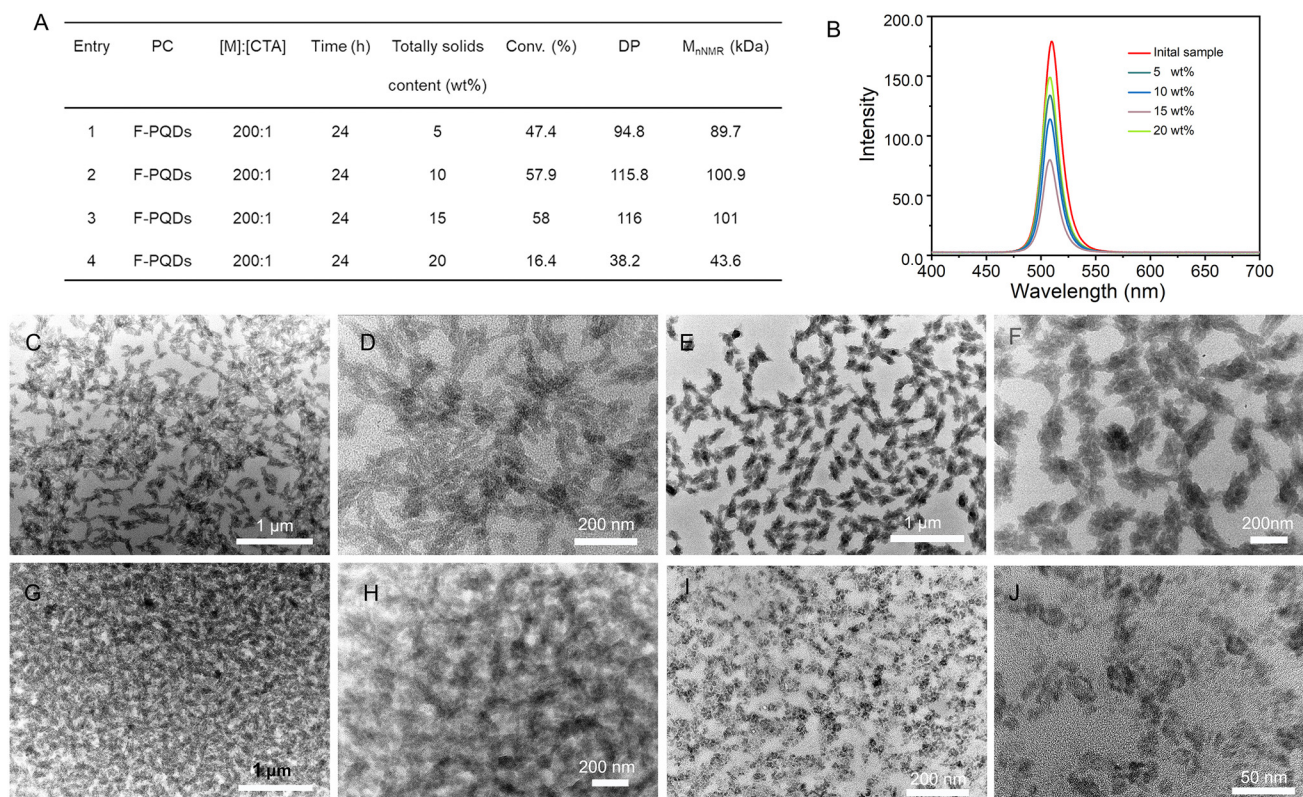 A
Entry PC [M]:[CTA] Time (h) Totally solids Conv. (%) DP MnNMR (kDa)
content (wt%)
1 F-PQDs 200:1 24 5 47.4 94.8 89.7
2 F-PQDs 200:1 24 10 57.9 115.8 100.9
3 F-PQDs 200:1 24 15 58 116 101
4 F-PQDs 200:1 24 20 16.4 38.2 43.6
B
200.0
150.0
100.0
50.0
0.0
Intensity
Inital sample
5 wt%
10 wt%
15 wt%
20 wt%
400 450 500 550 600 650 700
Wavelength (nm)
C
1 μm
D
200 nm
E
1 μm
F
200nm
G
1 μm
H
200 nm
I
200 nm
J
50 nm